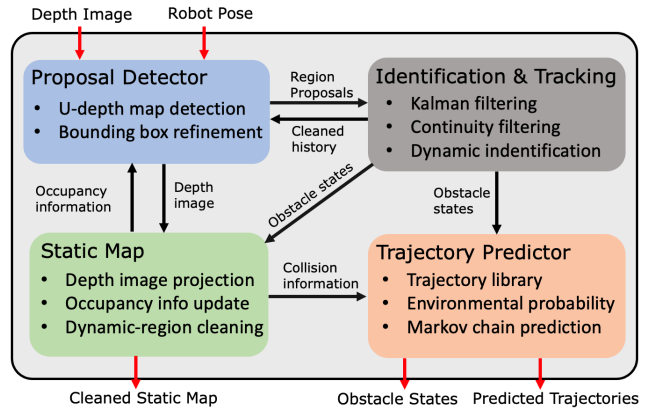 Depth Image
Robot Pose
Proposal Detector
• U-depth map detection
• Bounding box refinement
Region
Proposals
Cleaned
history
Identification & Tracking
• Kalman filtering
• Continuity filtering
• Dynamic indentification
Occupancy
information
Depth
image
Obstacle states
Obstacle
states
Static Map
• Depth image projection
• Occupancy info update
• Dynamic-region cleaning
Collision
information
Trajectory Predictor
• Trajectory library
• Environmental probability
• Markov chain prediction
Cleaned Static Map
Obstacle States
Predicted Trajectories